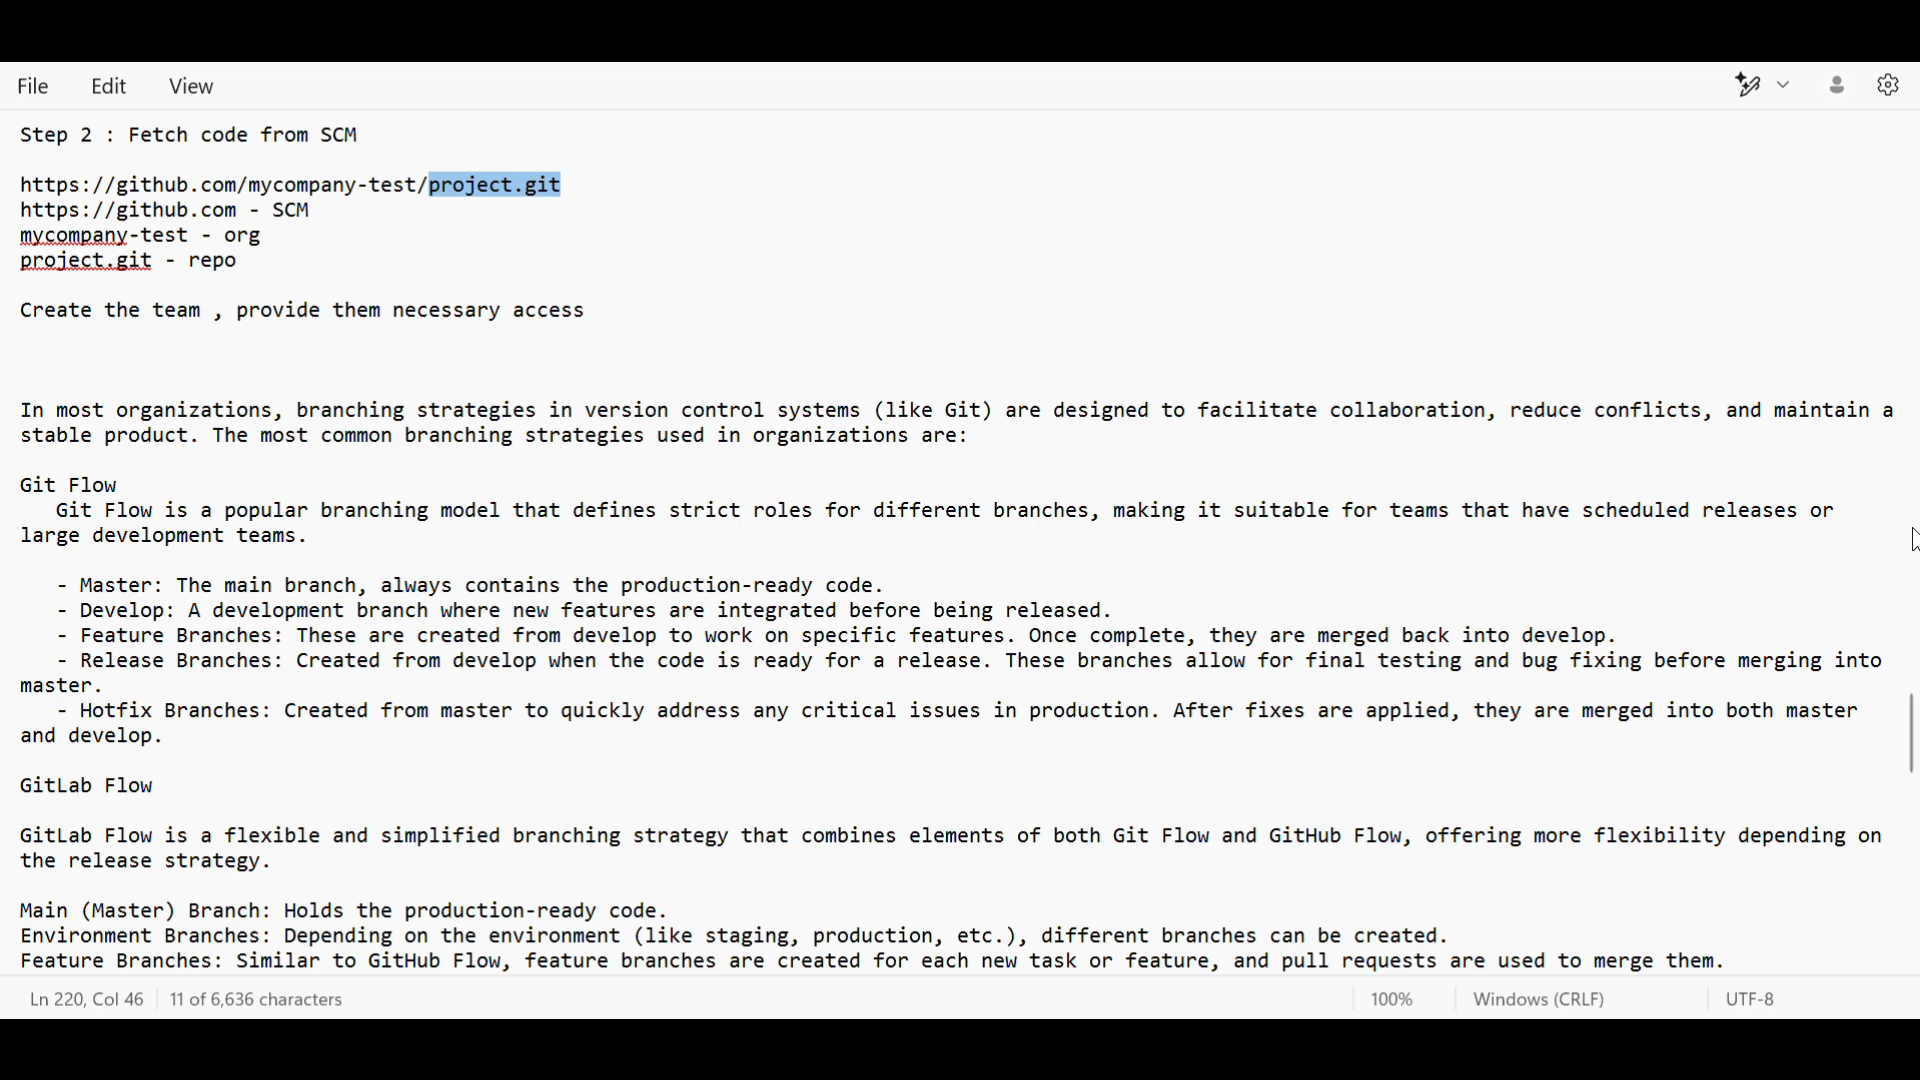 File Edit View
Step 2 : Fetch code from SCM
https://github.com/mycompany-test/project.git
https://github.com - SCM
mycompany-test - org
project.git - repo
Create the team , provide them necessary access
In most organizations, branching strategies in version control systems (like Git) are designed to facilitate collaboration, reduce conflicts, and maintain a
stable product. The most common branching strategies used in organizations are:
Git Flow
Git Flow is a popular branching model that defines strict roles for different branches, making it suitable for teams that have scheduled releases or
large development teams.
- Master: The main branch, always contains the production-ready code.
- Develop: A development branch where new features are integrated before being released.
- Feature Branches: These are created from develop to work on specific features. Once complete, they are merged back into develop.
- Release Branches: Created from develop when the code is ready for a release. These branches allow for final testing and bug fixing before merging into
master.
- Hotfix Branches: Created from master to quickly address any critical issues in production. After fixes are applied, they are merged into both master
and develop.
GitLab Flow
GitLab Flow is a flexible and simplified branching strategy that combines elements of both Git Flow and GitHub Flow, offering more flexibility depending on
the release strategy.
Main (Master) Branch: Holds the production-ready code.
Environment Branches: Depending on the environment (like staging, production, etc.), different branches can be created.
Feature Branches: Similar to GitHub Flow, feature branches are created for each new task or feature, and pull requests are used to merge them.
Ln 220, Col 46 11 of 6,636 characters 100% Windows (CRLF) UTF-8